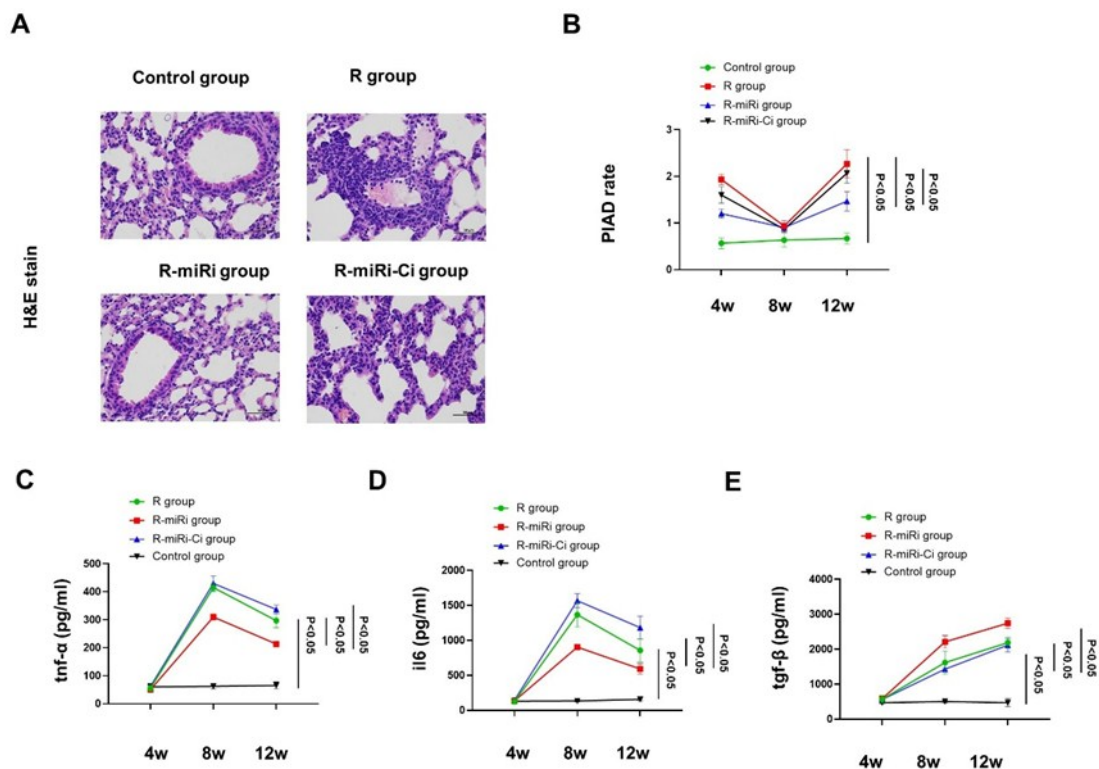 A
Control group
R group
R-miRi group
R-miRi-Ci group
H&E stain
B
Control group
R group
R-miRi group
R-miRi-Ci group
PIAD rate
3
2
1
0
4w 8w 12w
P<0.05
P<0.05
P<0.05
C
R group
R-miRi group
R-miRi-Ci group
Control group
tnf-α (pg/ml)
500
400
300
200
100
0
4w 8w 12w
P<0.05
P<0.05
P<0.05
D
R group
R-miRi group
R-miRi-Ci group
Control group
il6 (pg/ml)
2000
1500
1000
500
0
4w 8w 12w
P<0.05
P<0.05
P<0.05
E
R group
R-miRi group
R-miRi-Ci group
Control group
tgf-β (pg/ml)
4000
3000
2000
1000
0
4w 8w 12w
P<0.05
P<0.05
P<0.05